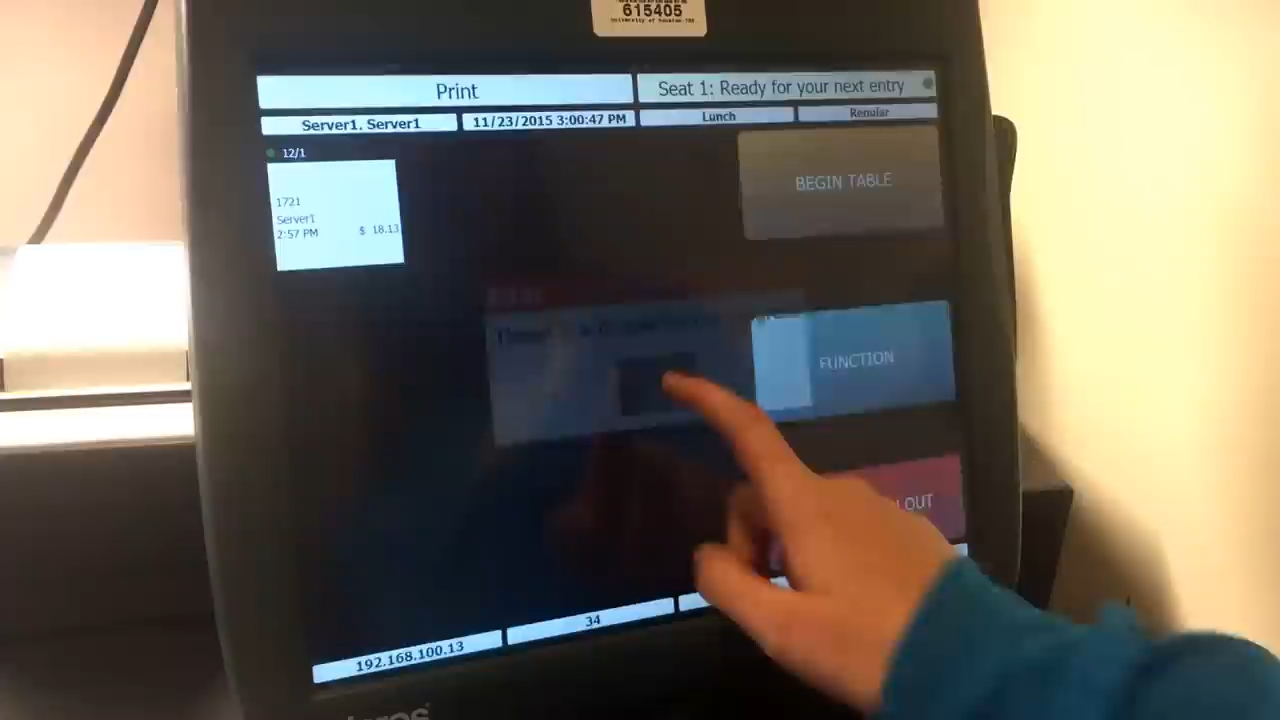 615405
University of Houston
Print
Seat 1: Ready for your next entry
Server1, Server1
11/23/2015 3:00:47 PM
Lunch
Regular
12/1
1721
Server1
2:57 PM
$ 18.13
BEGIN TABLE
FUNCTION
OUT
34
192.168.100.13